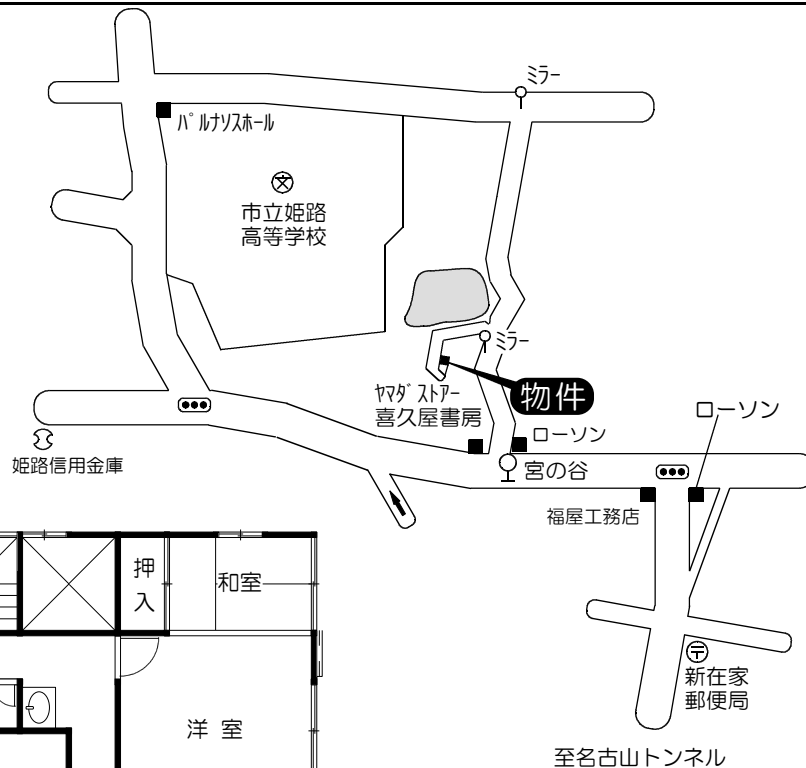 ミラー
パルナソスホール
文
市立姫路
高等学校
ミラー
物件
ヤマダストアー
喜久屋書房
ローソン
ローソン
宮の谷
姫路信用金庫
福屋工務店
押
入
和室
〒
新在家
郵便局
洋室
至名古山トンネル